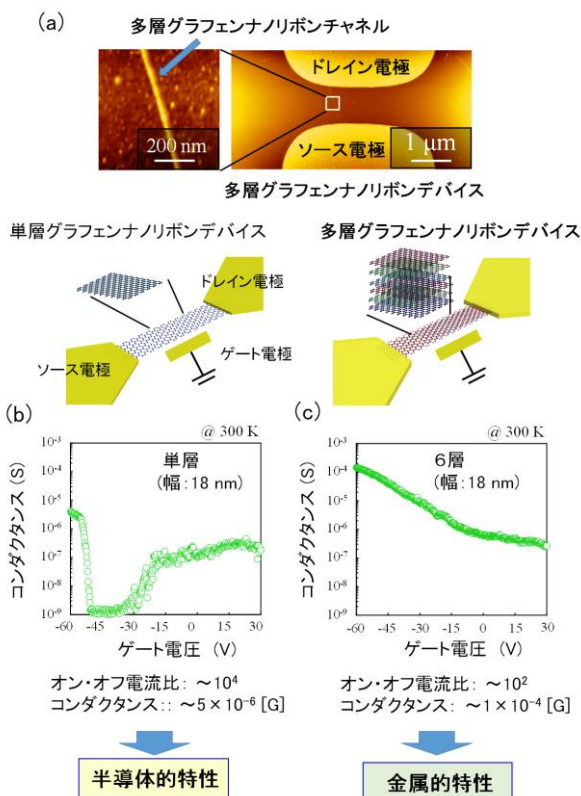 (a)
多層グラフェンナノリボンチャネル
200 nm
ドレイン電極
ソース電極
1 μm
多層グラフェンナノリボンデバイス
単層グラフェンナノリボンデバイス
ドレイン電極
ソース電極
ゲート電極
多層グラフェンナノリボンデバイス
(b)
@ 300 K
単層
(幅:18 nm)
コンダクタンス (S)
10-3
10-4
10-5
10-6
10-7
10-8
10-9
-60 -45 -30 -15 0 15 30
ゲート電圧 (V)
オン・オフ電流比: ~10⁴
コンダクタンス:: ~5×10⁻⁶ [G]
半導体的特性
(c)
@ 300 K
6層
(幅:18 nm)
コンダクタンス (S)
10-3
10-4
10-5
10-6
10-7
10-8
10-9
-60 -45 -30 -15 0 15 30
ゲート電圧 (V)
オン・オフ電流比: ~10²
コンダクタンス: ~1×10⁻⁴ [G]
金属的特性